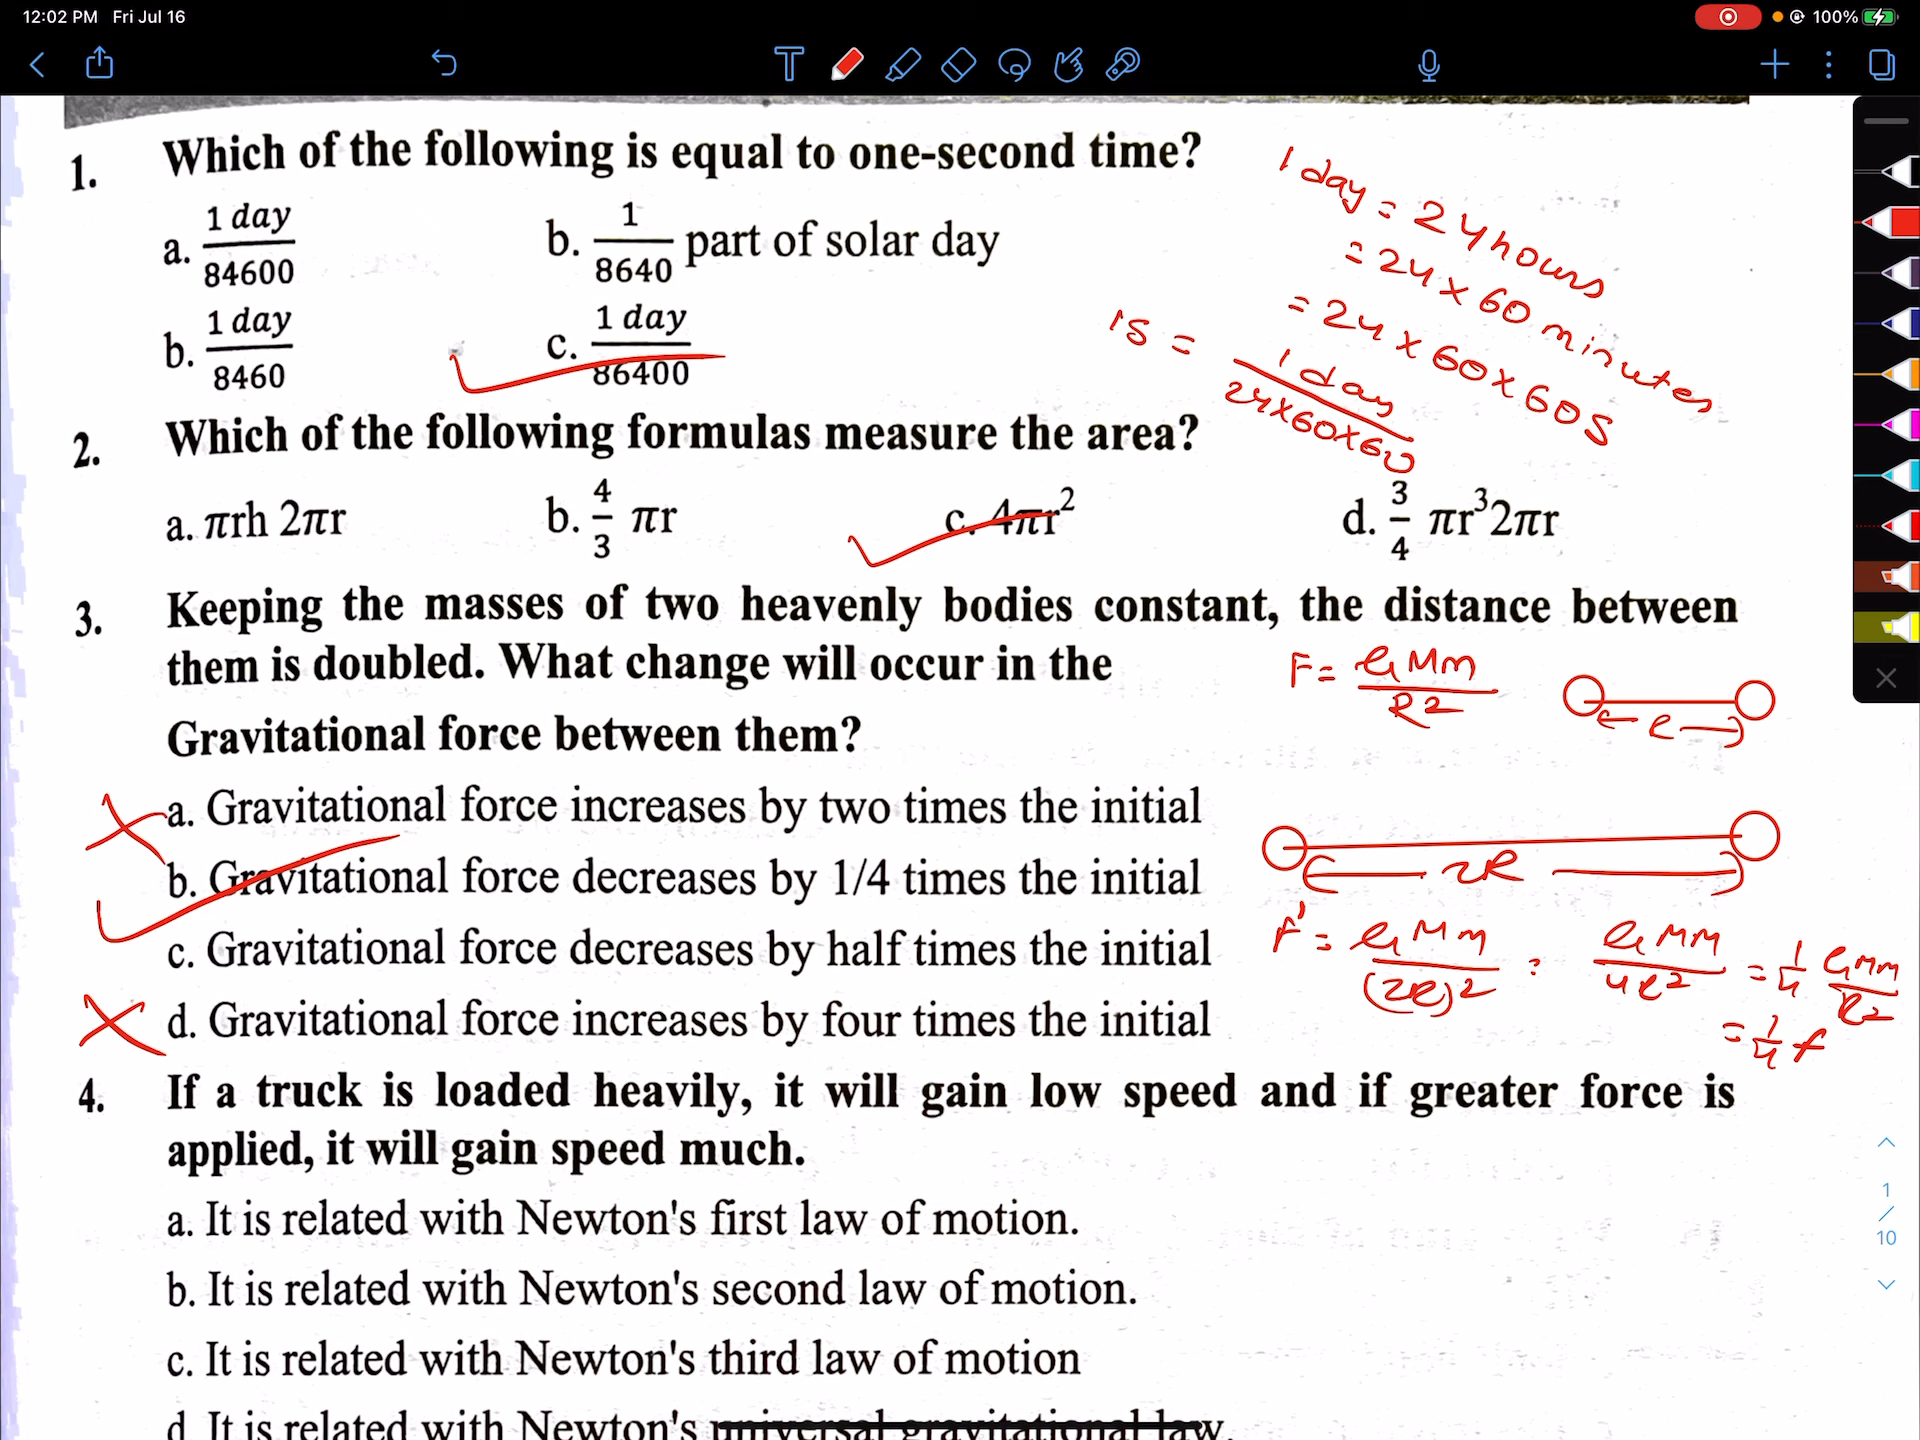 12:02 PM Fri Jul 16
100%
1. Which of the following is equal to one-second time?
a. 1 day / 84600
b. 1 / 8640 part of solar day
b. 1 day / 8460
c. 1 day / 86400
1 day = 24 hours
= 24 × 60 minutes
= 24 × 60 × 60 S
1S = 1 day / 24×60×60
2. Which of the following formulas measure the area?
a. πrh 2πr
b. 4/3 πr
c. 4πr²
d. 3/4 πr³2πr
3. Keeping the masses of two heavenly bodies constant, the distance between
them is doubled. What change will occur in the
Gravitational force between them?
F = GMm / R²
R
a. Gravitational force increases by two times the initial
b. Gravitational force decreases by 1/4 times the initial
c. Gravitational force decreases by half times the initial
d. Gravitational force increases by four times the initial
2R
F' = GMm / (2R)² = GMm / 4R² = 1/4 GMm / R²
= 1/4 F
4. If a truck is loaded heavily, it will gain low speed and if greater force is
applied, it will gain speed much.
a. It is related with Newton's first law of motion.
b. It is related with Newton's second law of motion.
c. It is related with Newton's third law of motion
d. It is related with Newton's universal gravitational law.
1
/
10